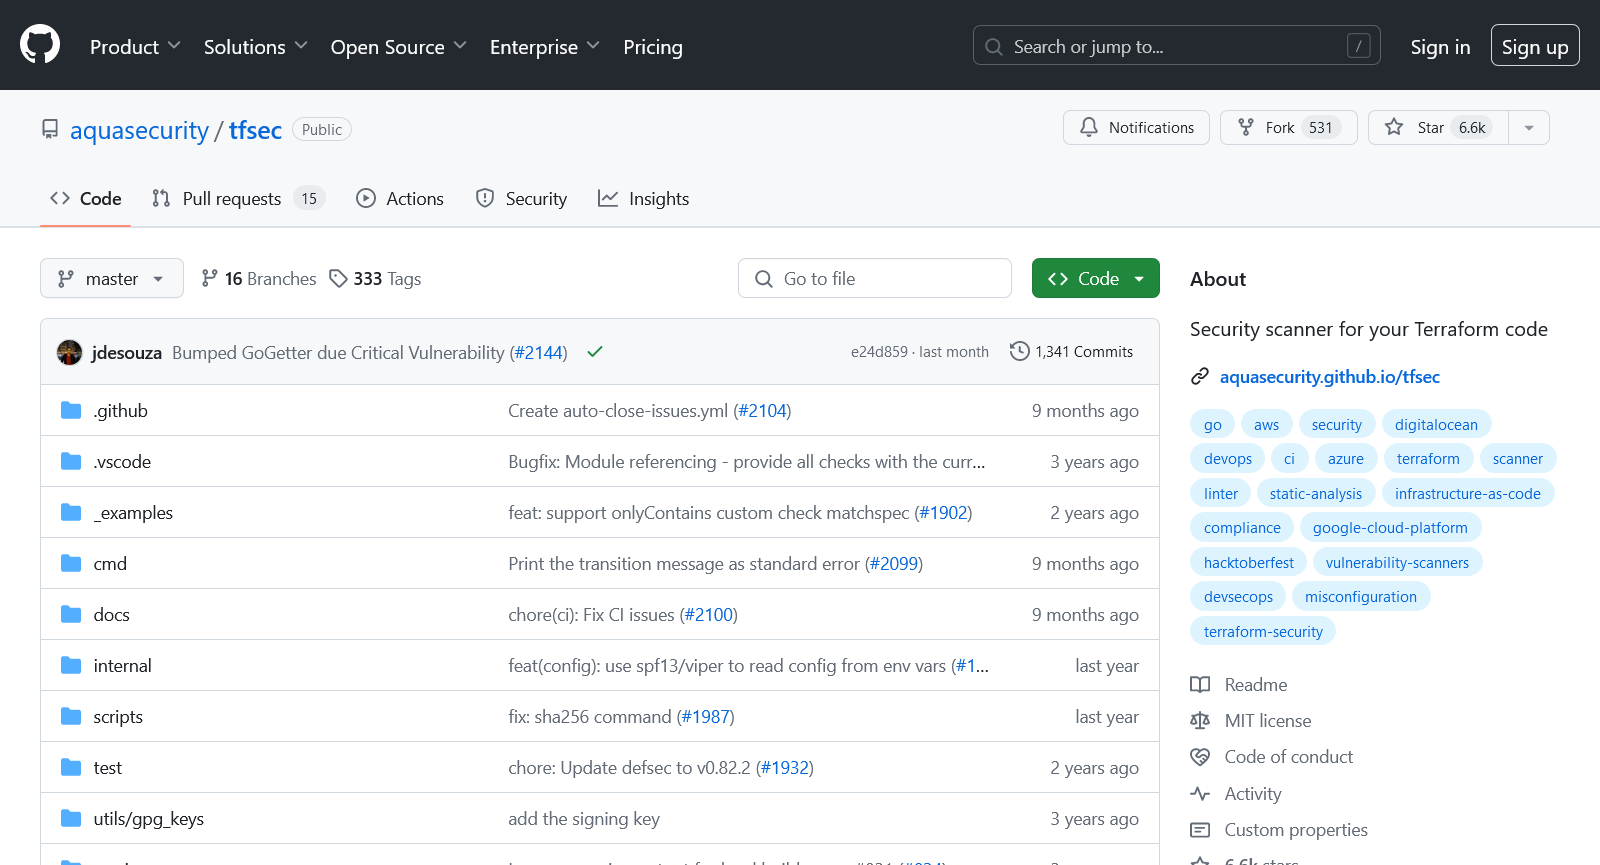 Product Solutions Open Source Enterprise Pricing Search or jump to... / Sign in Sign up
aquasecurity / tfsec Public Notifications Fork 531 Star 6.6k
Code Pull requests 15 Actions Security Insights
master 16 Branches 333 Tags Go to file Code
jdesouza Bumped GoGetter due Critical Vulnerability (#2144) e24d859 · last month 1,341 Commits
.github Create auto-close-issues.yml (#2104) 9 months ago
.vscode Bugfix: Module referencing - provide all checks with the curr... 3 years ago
_examples feat: support onlyContains custom check matchspec (#1902) 2 years ago
cmd Print the transition message as standard error (#2099) 9 months ago
docs chore(ci): Fix CI issues (#2100) 9 months ago
internal feat(config): use spf13/viper to read config from env vars (#1... last year
scripts fix: sha256 command (#1987) last year
test chore: Update defsec to v0.82.2 (#1932) 2 years ago
utils/gpg_keys add the signing key 3 years ago
About
Security scanner for your Terraform code
aquasecurity.github.io/tfsec
go aws security digitalocean
devops ci azure terraform scanner
linter static-analysis infrastructure-as-code
compliance google-cloud-platform
hacktoberfest vulnerability-scanners
devsecops misconfiguration
terraform-security
Readme
MIT license
Code of conduct
Activity
Custom properties
6.6k stars